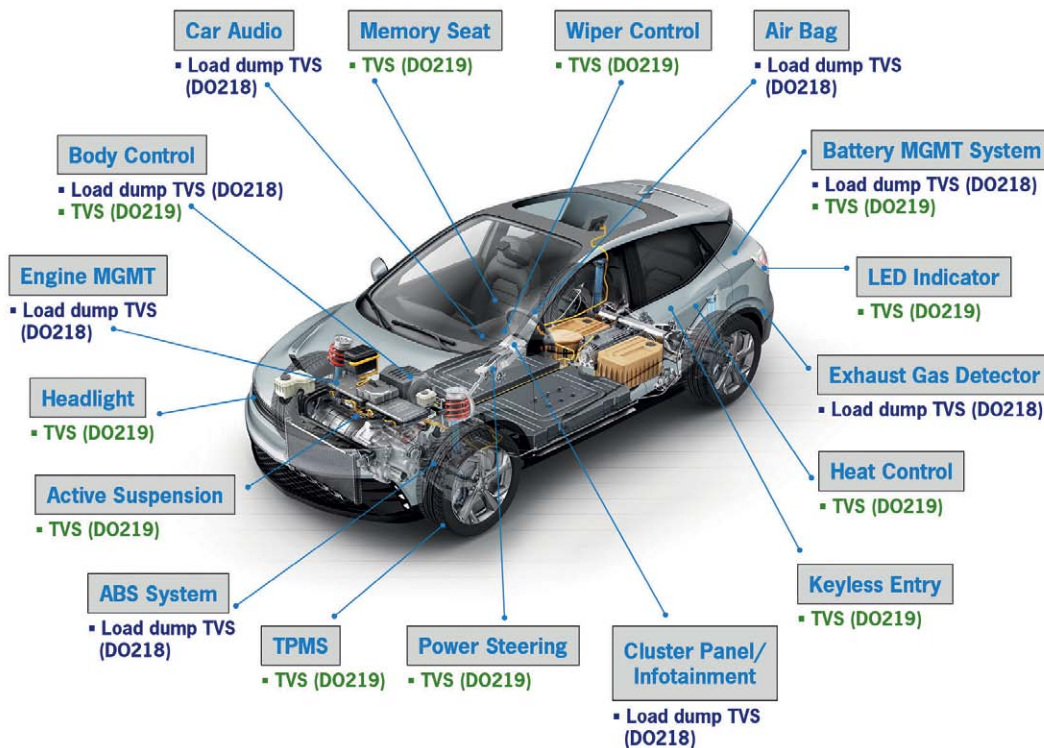 Car Audio
▪ Load dump TVS
(DO218)
Memory Seat
▪ TVS (DO219)
Wiper Control
▪ TVS (DO219)
Air Bag
▪ Load dump TVS
(DO218)
Body Control
▪ Load dump TVS (DO218)
▪ TVS (DO219)
Battery MGMT System
▪ Load dump TVS (DO218)
▪ TVS (DO219)
Engine MGMT
▪ Load dump TVS
(DO218)
LED Indicator
▪ TVS (DO219)
Headlight
▪ TVS (DO219)
Exhaust Gas Detector
▪ Load dump TVS (DO218)
Active Suspension
▪ TVS (DO219)
Heat Control
▪ TVS (DO219)
ABS System
▪ Load dump TVS
(DO218)
Keyless Entry
▪ TVS (DO219)
TPMS
▪ TVS (DO219)
Power Steering
▪ TVS (DO219)
Cluster Panel/
Infotainment
▪ Load dump TVS
(DO218)